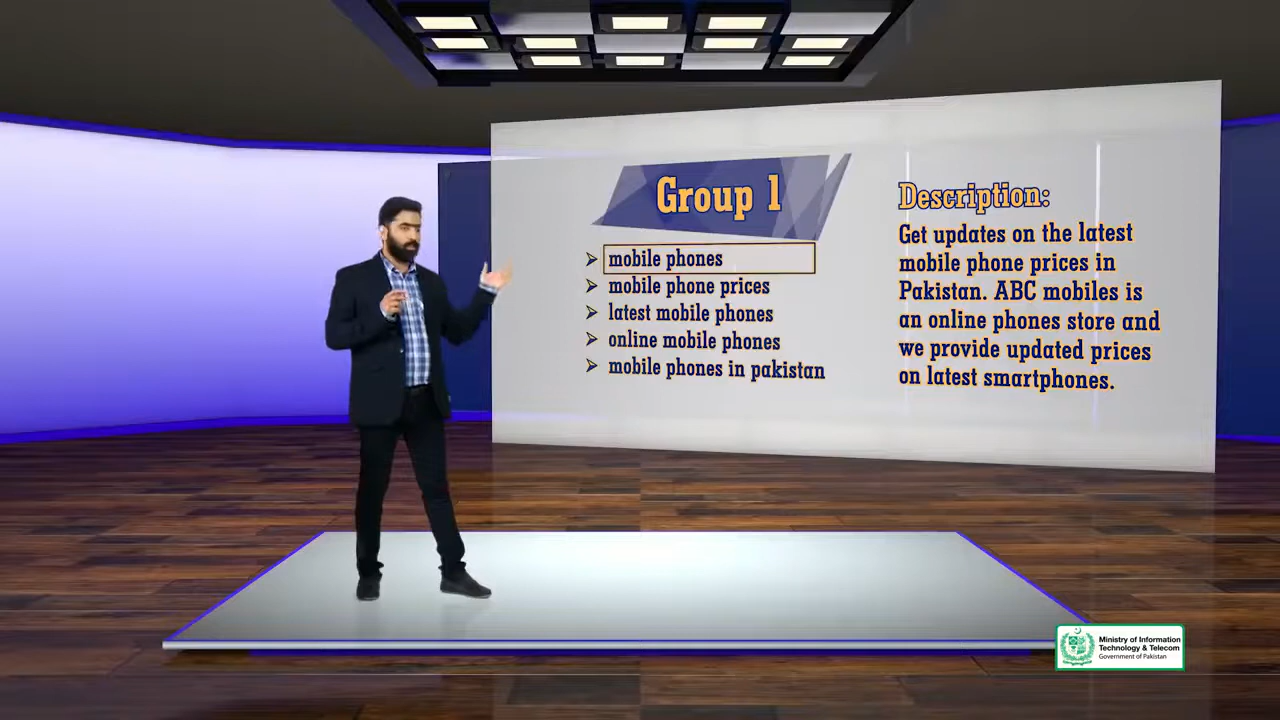 Group 1
mobile phones
mobile phone prices
latest mobile phones
online mobile phones
mobile phones in pakistan
Description:
Get updates on the latest
mobile phone prices in
Pakistan. ABC mobiles is
an online phones store and
we provide updated prices
on latest smartphones.
Ministry of Information
Technology & Telecom
Government of Pakistan